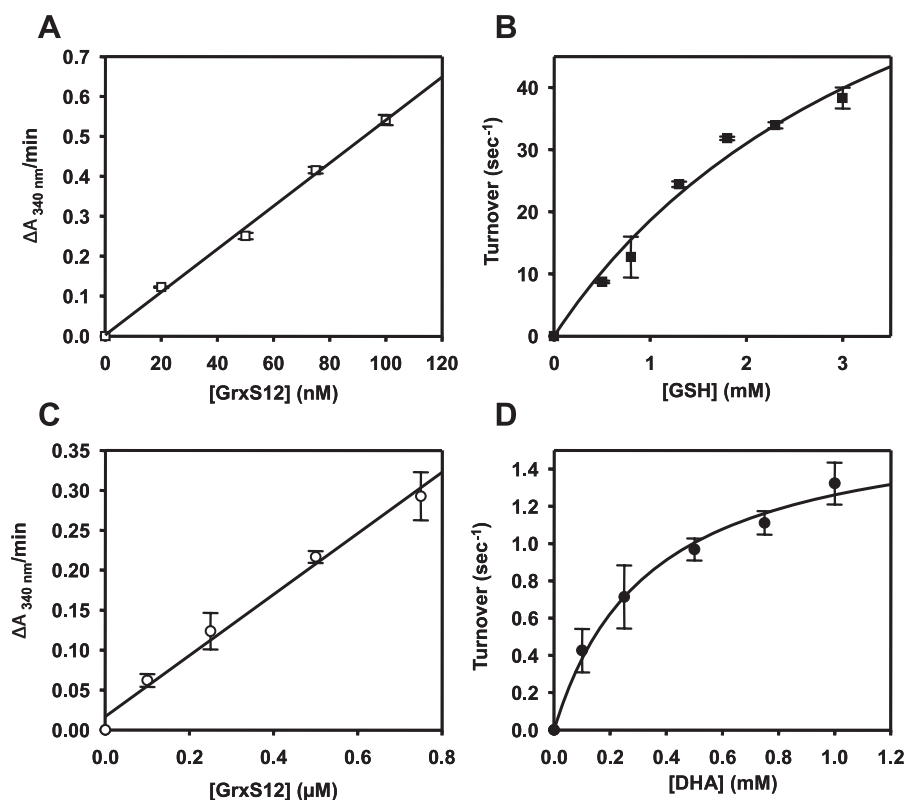 A
ΔA 340 nm/min
0.7
0.6
0.5
0.4
0.3
0.2
0.1
0.0
0 20 40 60 80 100 120
[GrxS12] (nM)
B
Turnover (sec⁻¹)
40
30
20
10
0
0 1 2 3
[GSH] (mM)
C
ΔA 340 nm/min
0.35
0.30
0.25
0.20
0.15
0.10
0.05
0.00
0.0 0.2 0.4 0.6 0.8
[GrxS12] (µM)
D
Turnover (sec⁻¹)
1.4
1.2
1.0
0.8
0.6
0.4
0.2
0.0
0.0 0.2 0.4 0.6 0.8 1.0 1.2
[DHA] (mM)